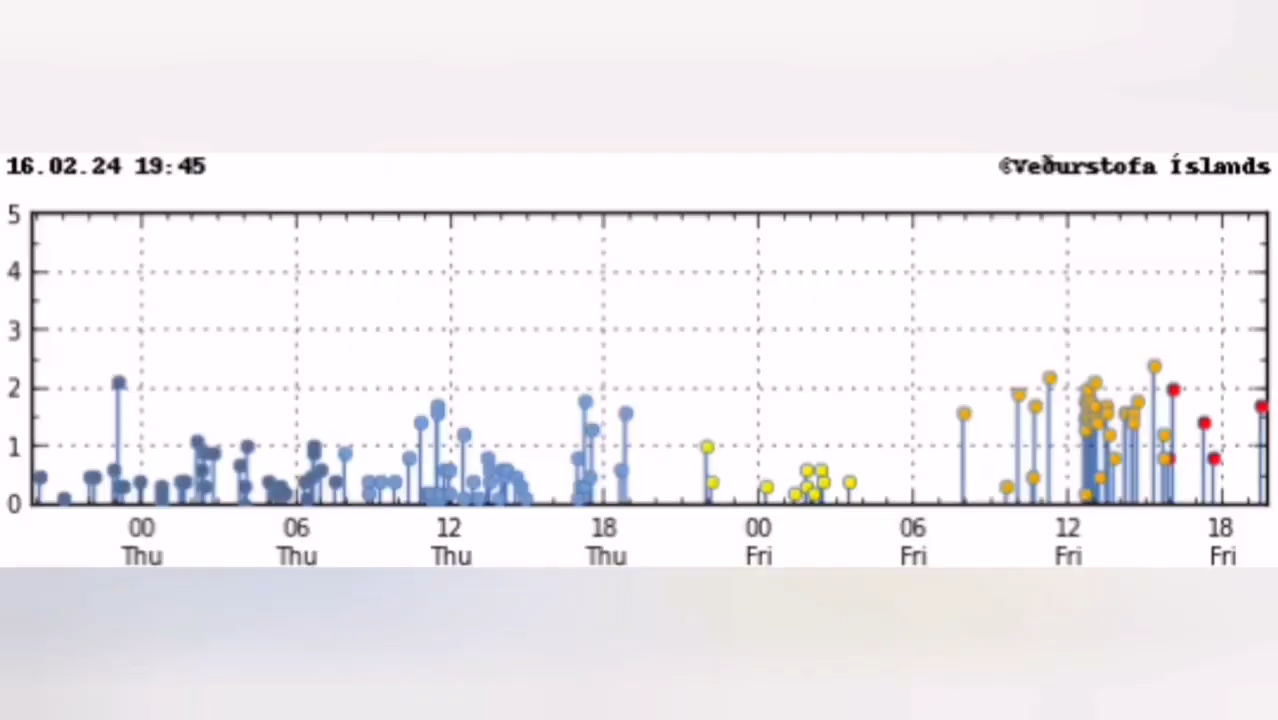 16.02.24 19:45 ©Veðurstofa Íslands
5
4
3
2
1
0
00 06 12 18 00 06 12 18
Thu Thu Thu Thu Fri Fri Fri Fri